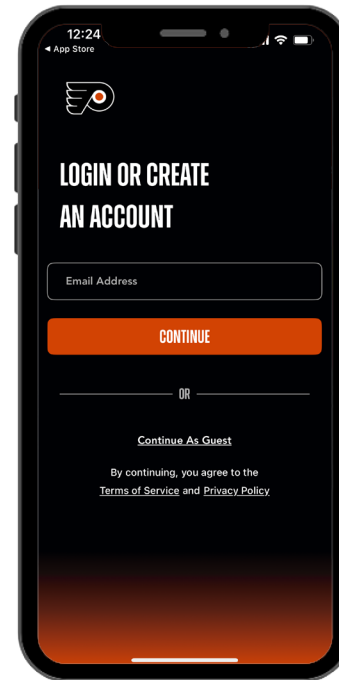 12:24
◀ App Store
LOGIN OR CREATE
AN ACCOUNT
Email Address
CONTINUE
OR
Continue As Guest
By continuing, you agree to the
Terms of Service and Privacy Policy